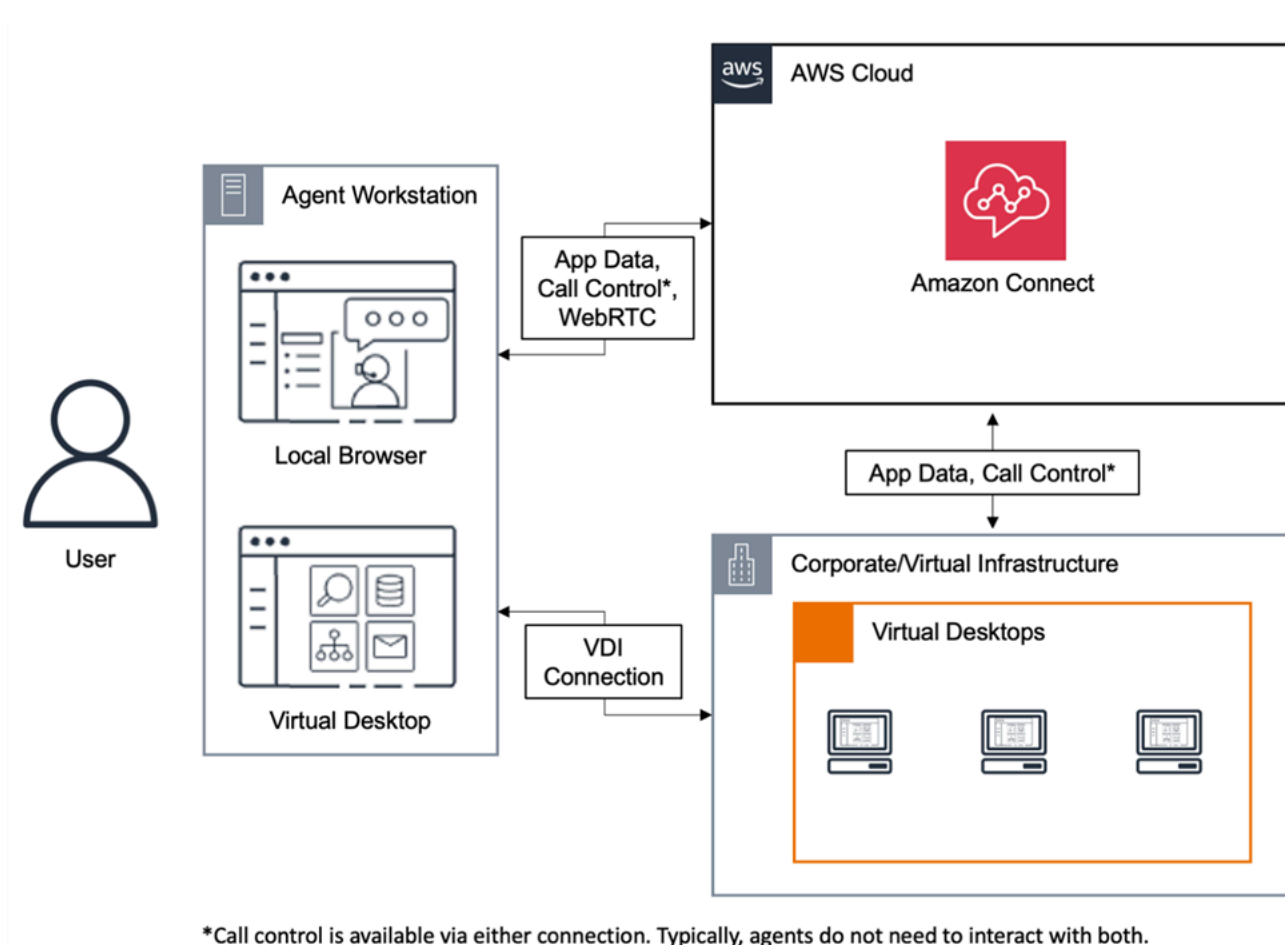 aws
AWS Cloud
Amazon Connect
Agent Workstation
App Data,
Call Control*,
WebRTC
Local Browser
User
App Data, Call Control*
Corporate/Virtual Infrastructure
Virtual Desktops
VDI
Connection
Virtual Desktop
*Call control is available via either connection. Typically, agents do not need to interact with both.